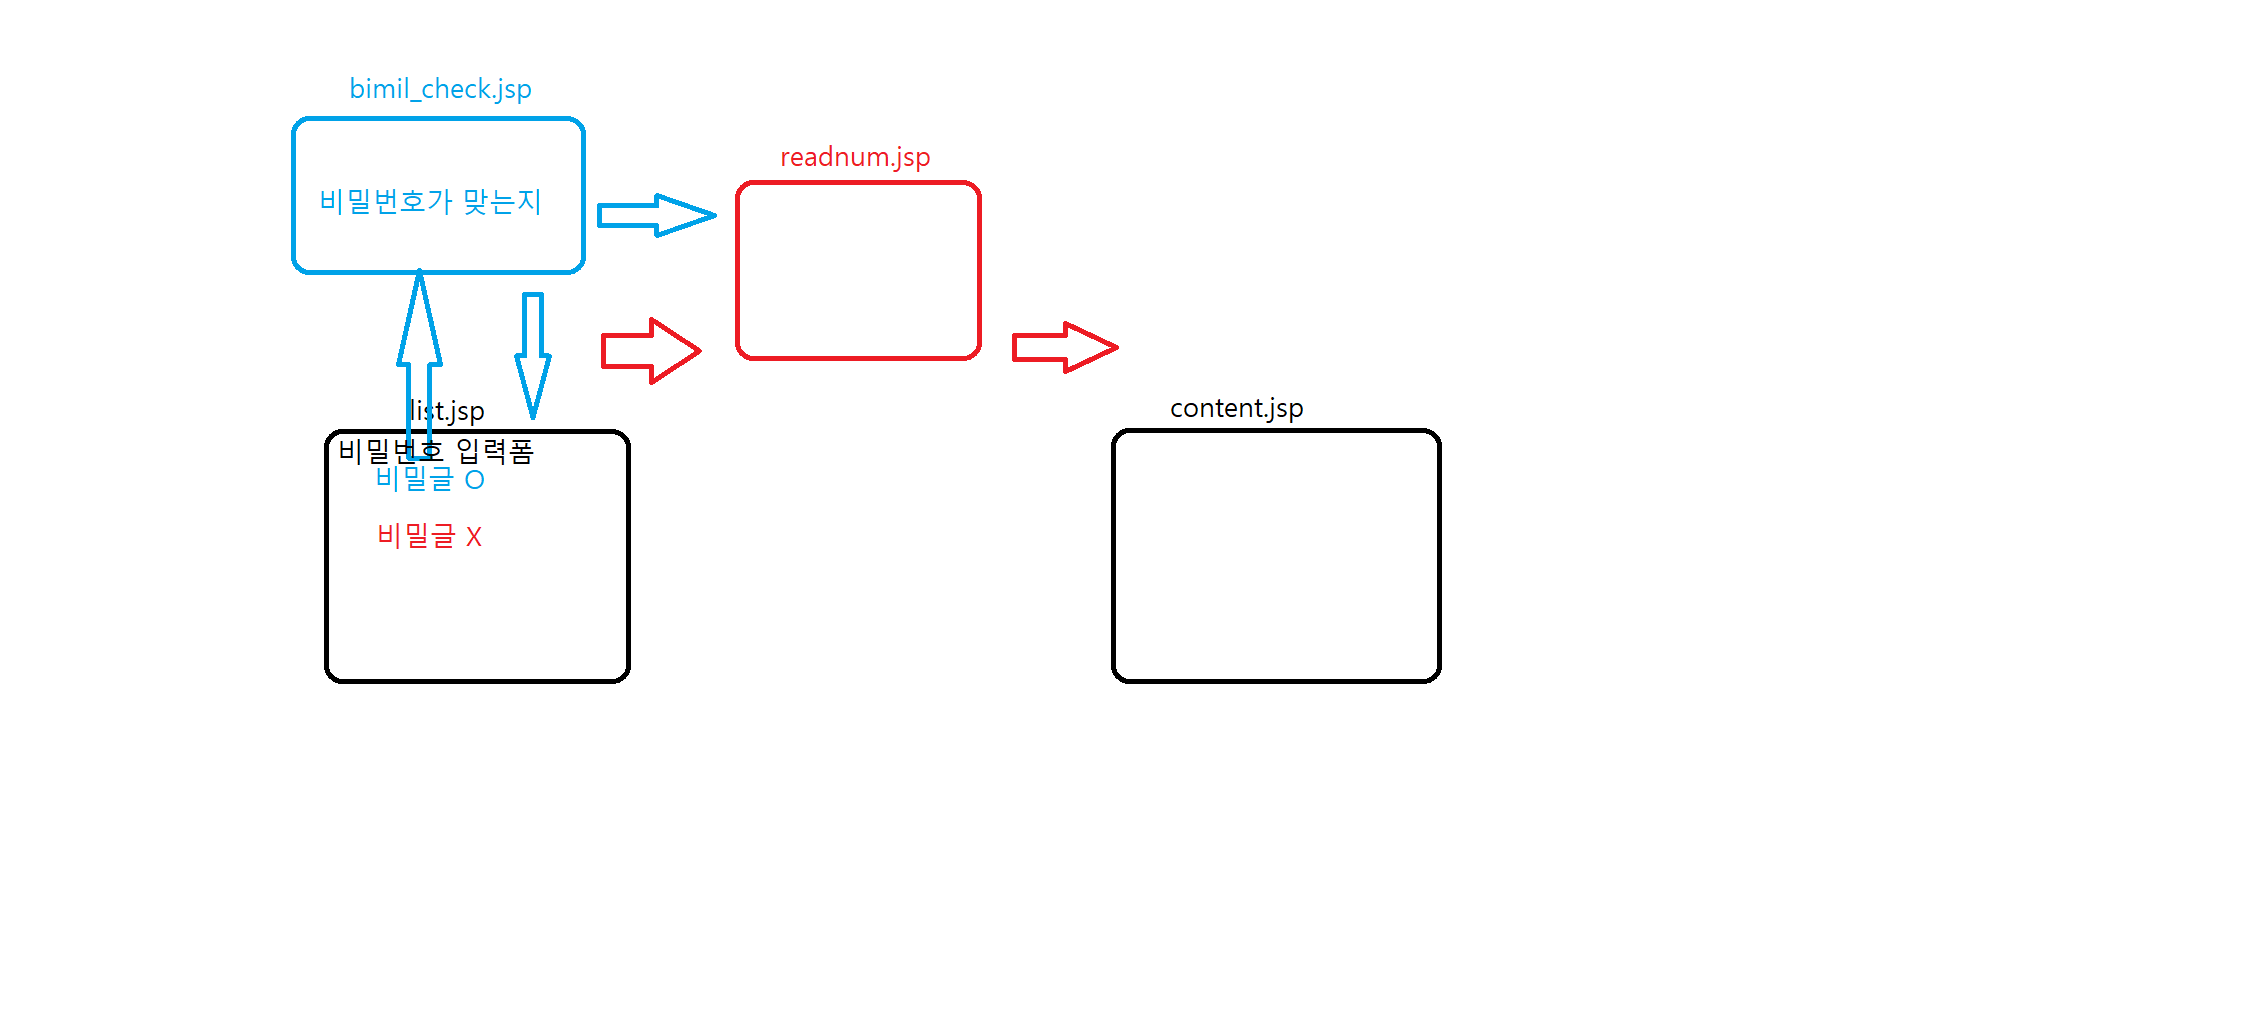 bimil_check.jsp
비밀번호가 맞는지
readnum.jsp
list.jsp
비밀번호 입력폼
비밀글 O
비밀글 X
content.jsp